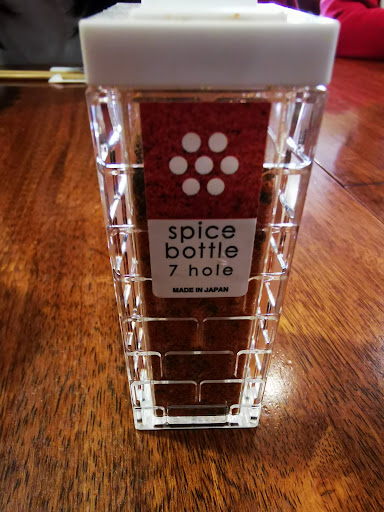 spice
bottle
7 hole
MADE IN JAPAN